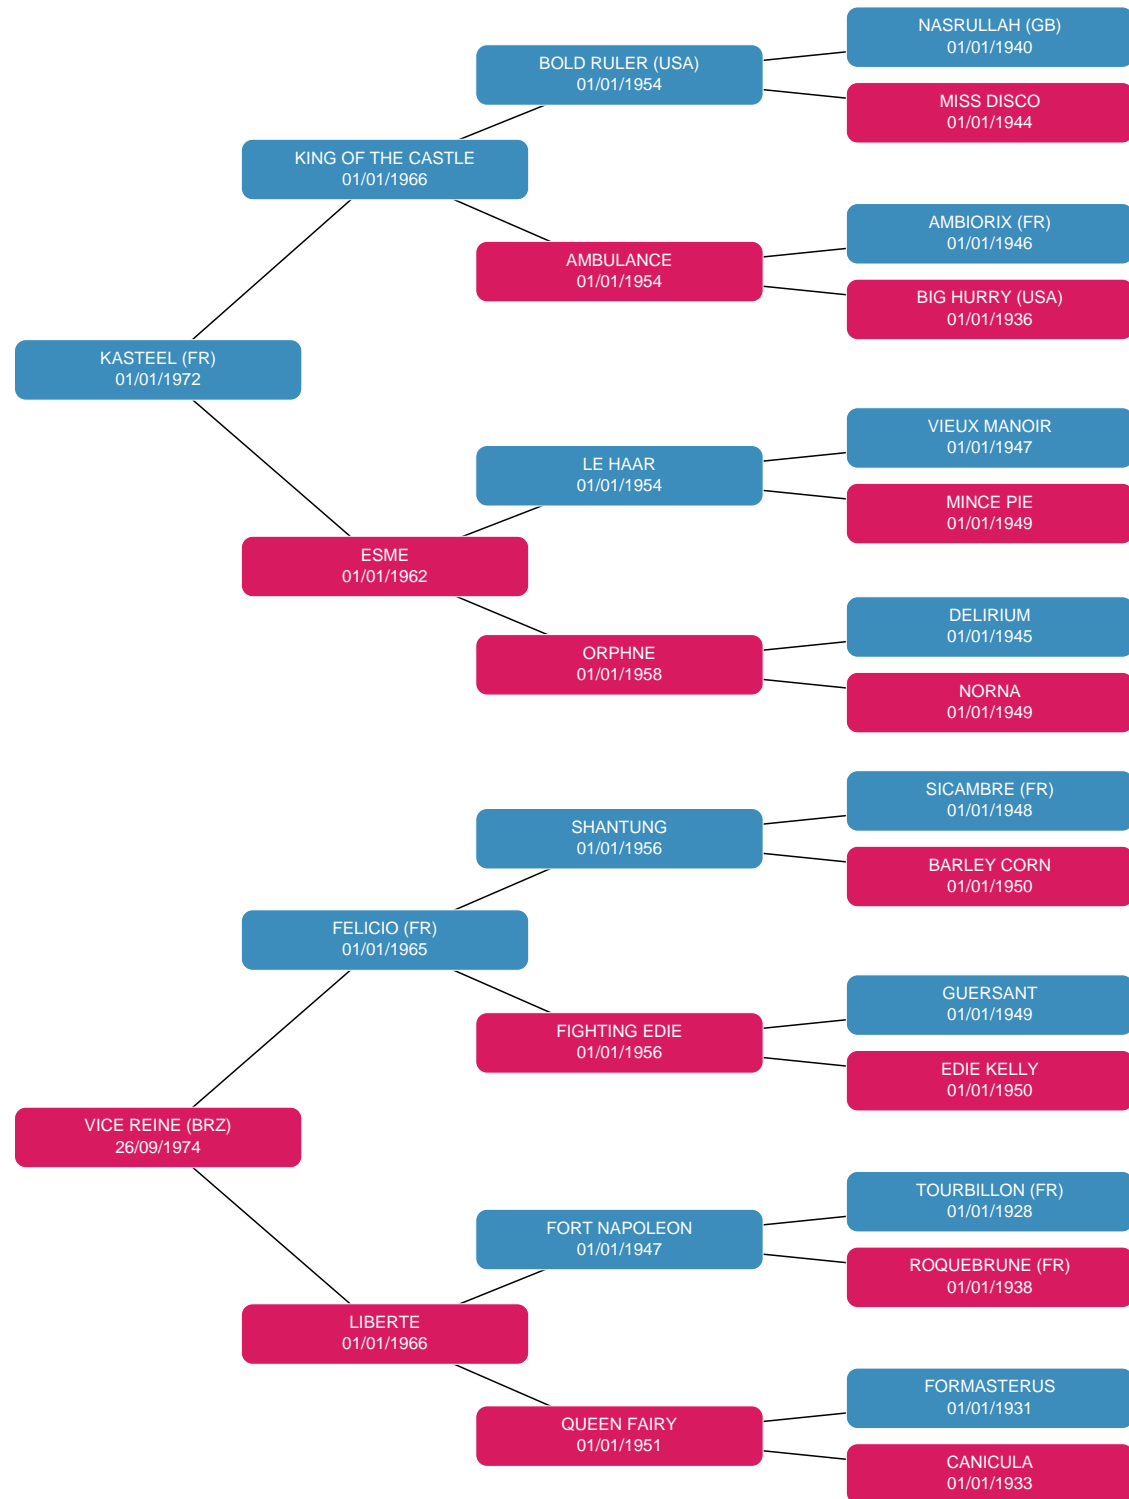 NASRULLAH (GB)
01/01/1940
BOLD RULER (USA)
01/01/1954
MISS DISCO
01/01/1944
KING OF THE CASTLE
01/01/1966
AMBIORIX (FR)
01/01/1946
AMBULANCE
01/01/1954
BIG HURRY (USA)
01/01/1936
KASTEEL (FR)
01/01/1972
VIEUX MANOIR
01/01/1947
LE HAAR
01/01/1954
MINCE PIE
01/01/1949
ESME
01/01/1962
DELIRIUM
01/01/1945
ORPHNE
01/01/1958
NORNA
01/01/1949
SICAMBRE (FR)
01/01/1948
SHANTUNG
01/01/1956
BARLEY CORN
01/01/1950
FELICIO (FR)
01/01/1965
GUERSANT
01/01/1949
FIGHTING EDIE
01/01/1956
EDIE KELLY
01/01/1950
VICE REINE (BRZ)
26/09/1974
TOURBILLON (FR)
01/01/1928
FORT NAPOLEON
01/01/1947
ROQUEBRUNE (FR)
01/01/1938
LIBERTE
01/01/1966
FORMASTERUS
01/01/1931
QUEEN FAIRY
01/01/1951
CANICULA
01/01/1933